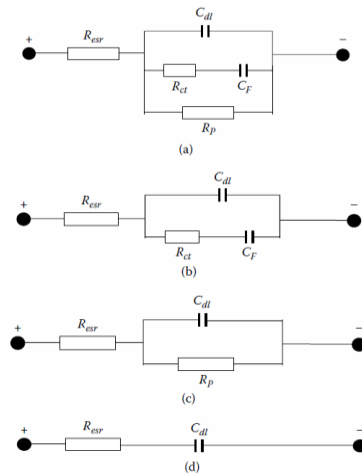 C_dl
+ R_esr −
R_ct C_F
R_P
(a)
C_dl
+ R_esr −
R_ct C_F
(b)
C_dl
+ R_esr −
R_P
(c)
+ R_esr C_dl −
(d)